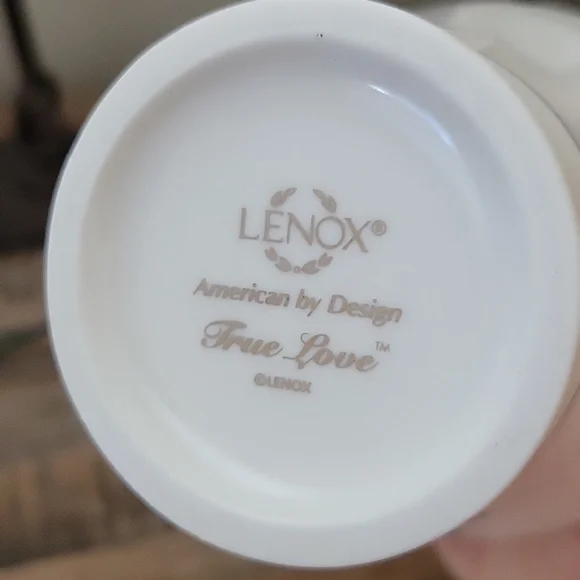 LENOX®
American by Design
True Love™
©LENOX